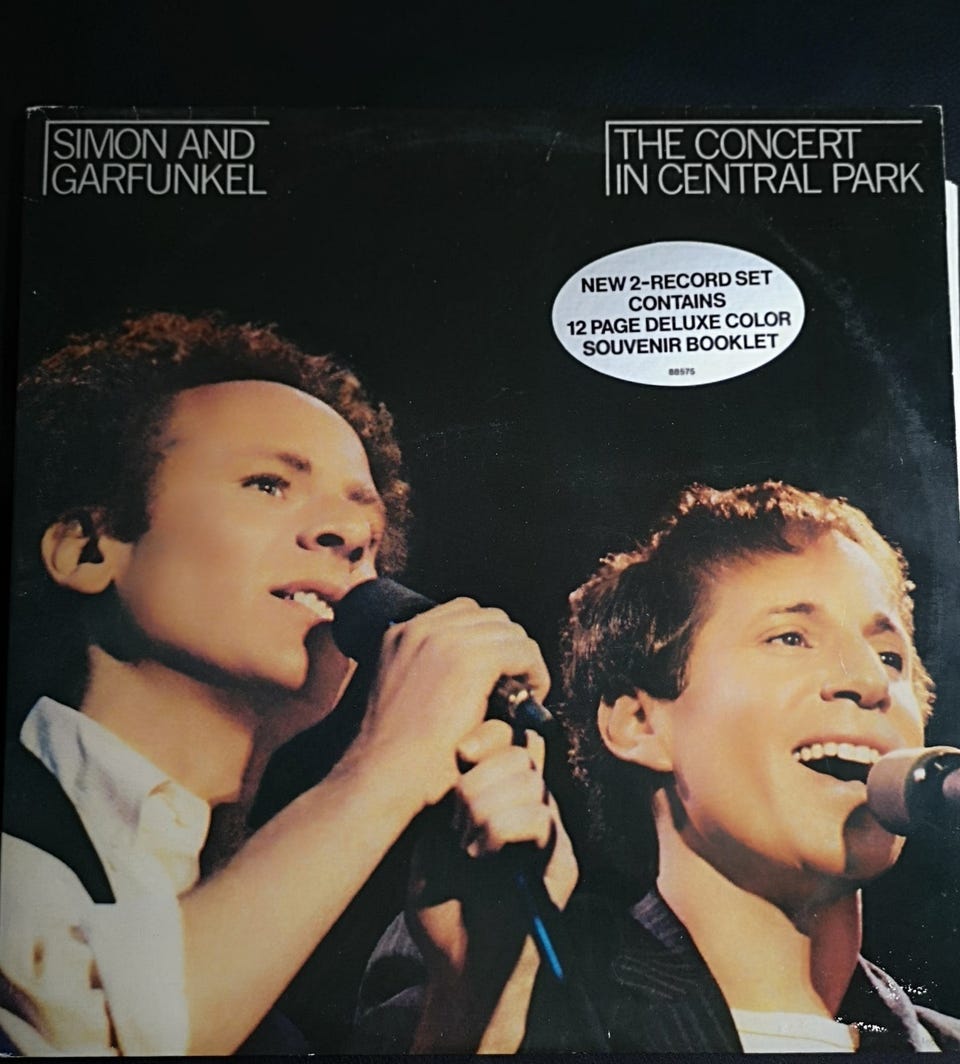 SIMON AND
GARFUNKEL
THE CONCERT
IN CENTRAL PARK
NEW 2-RECORD SET
CONTAINS
12 PAGE DELUXE COLOR
SOUVENIR BOOKLET
88575